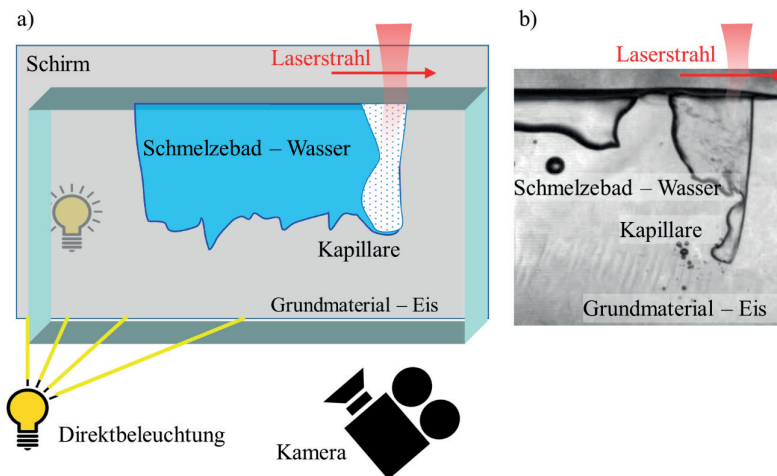 a)
Schirm
Laserstrahl
Schmelzebad – Wasser
Kapillare
Grundmaterial – Eis
Direktbeleuchtung
Kamera
b)
Laserstrahl
Schmelzebad – Wasser
Kapillare
Grundmaterial – Eis